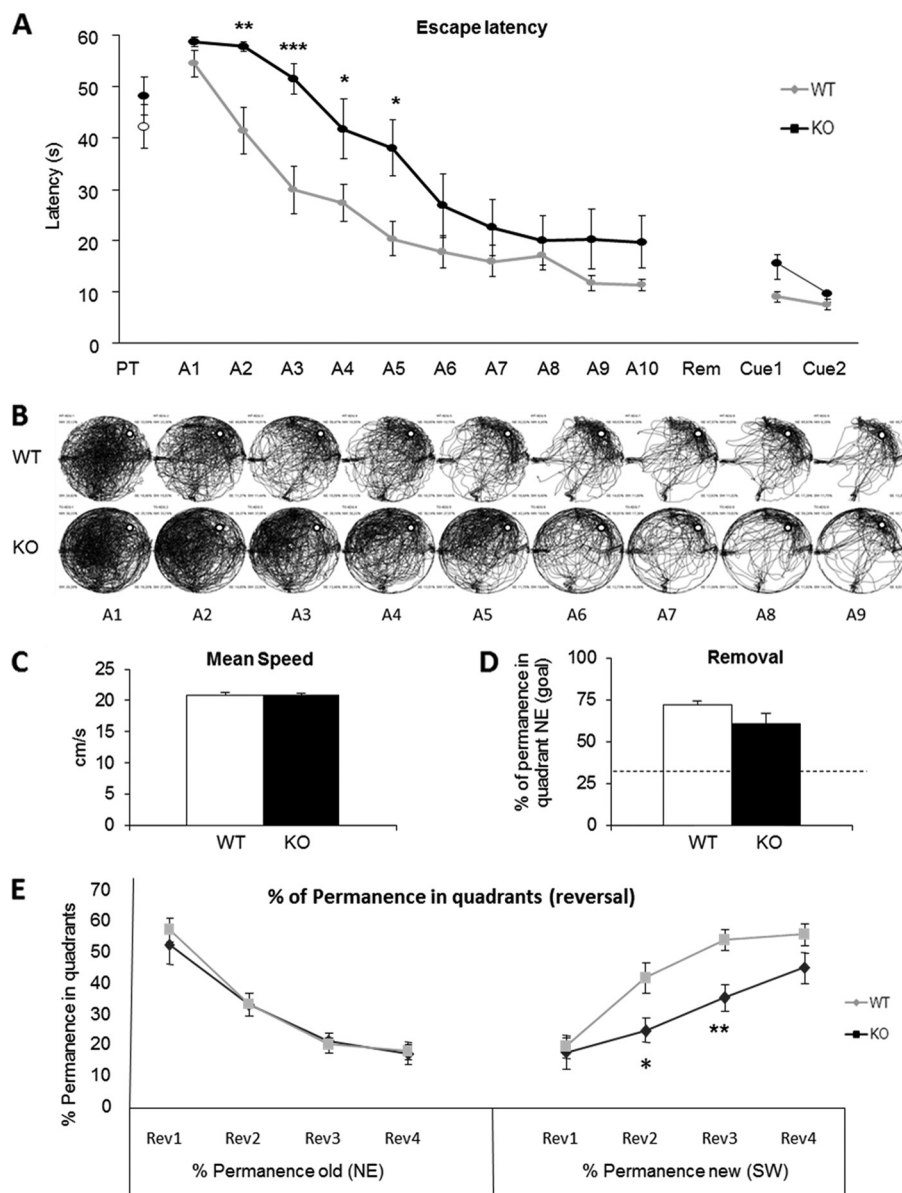 A
Escape latency
Latency (s)
60
50
40
30
20
10
0
** *** * *
WT
KO
PT A1 A2 A3 A4 A5 A6 A7 A8 A9 A10 Rem Cue1 Cue2
B
WT
KO
A1 A2 A3 A4 A5 A6 A7 A8 A9
C
Mean Speed
cm/s
25
20
15
10
5
0
WT KO
D
Removal
% of permanence in
quadrant NE (goal)
100
75
50
25
0
WT KO
E
% of Permanence in quadrants (reversal)
% Permanence in quadrants
70
60
50
40
30
20
10
0
* **
WT
KO
Rev1 Rev2 Rev3 Rev4 Rev1 Rev2 Rev3 Rev4
% Permanence old (NE) % Permanence new (SW)